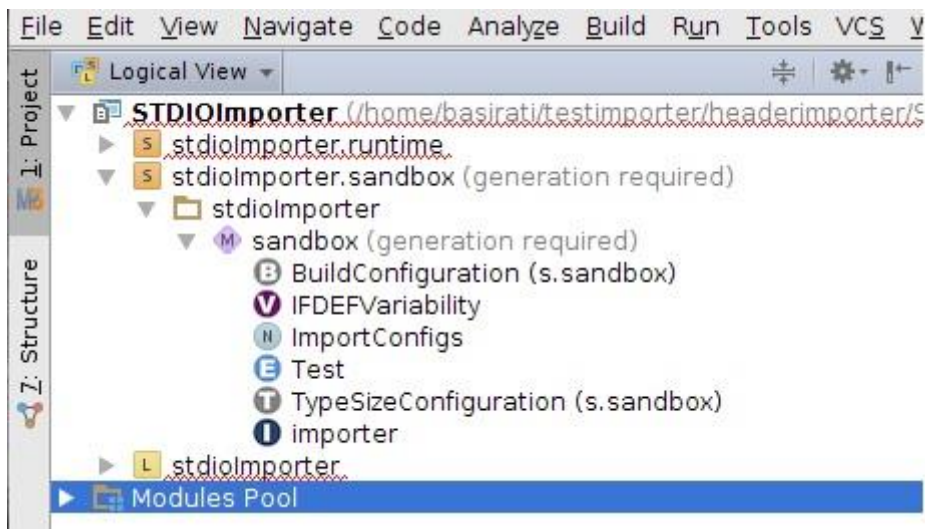 File Edit View Navigate Code Analyze Build Run Tools VCS
1: Project
Logical View
STDIOImporter (/home/basirati/testimporter/headerimporter/S
S stdioImporter.runtime
S stdioImporter.sandbox (generation required)
stdioImporter
M sandbox (generation required)
B BuildConfiguration (s.sandbox)
V IFDEFVariability
N ImportConfigs
E Test
T TypeSizeConfiguration (s.sandbox)
I importer
L stdioImporter
Modules Pool
7: Structure